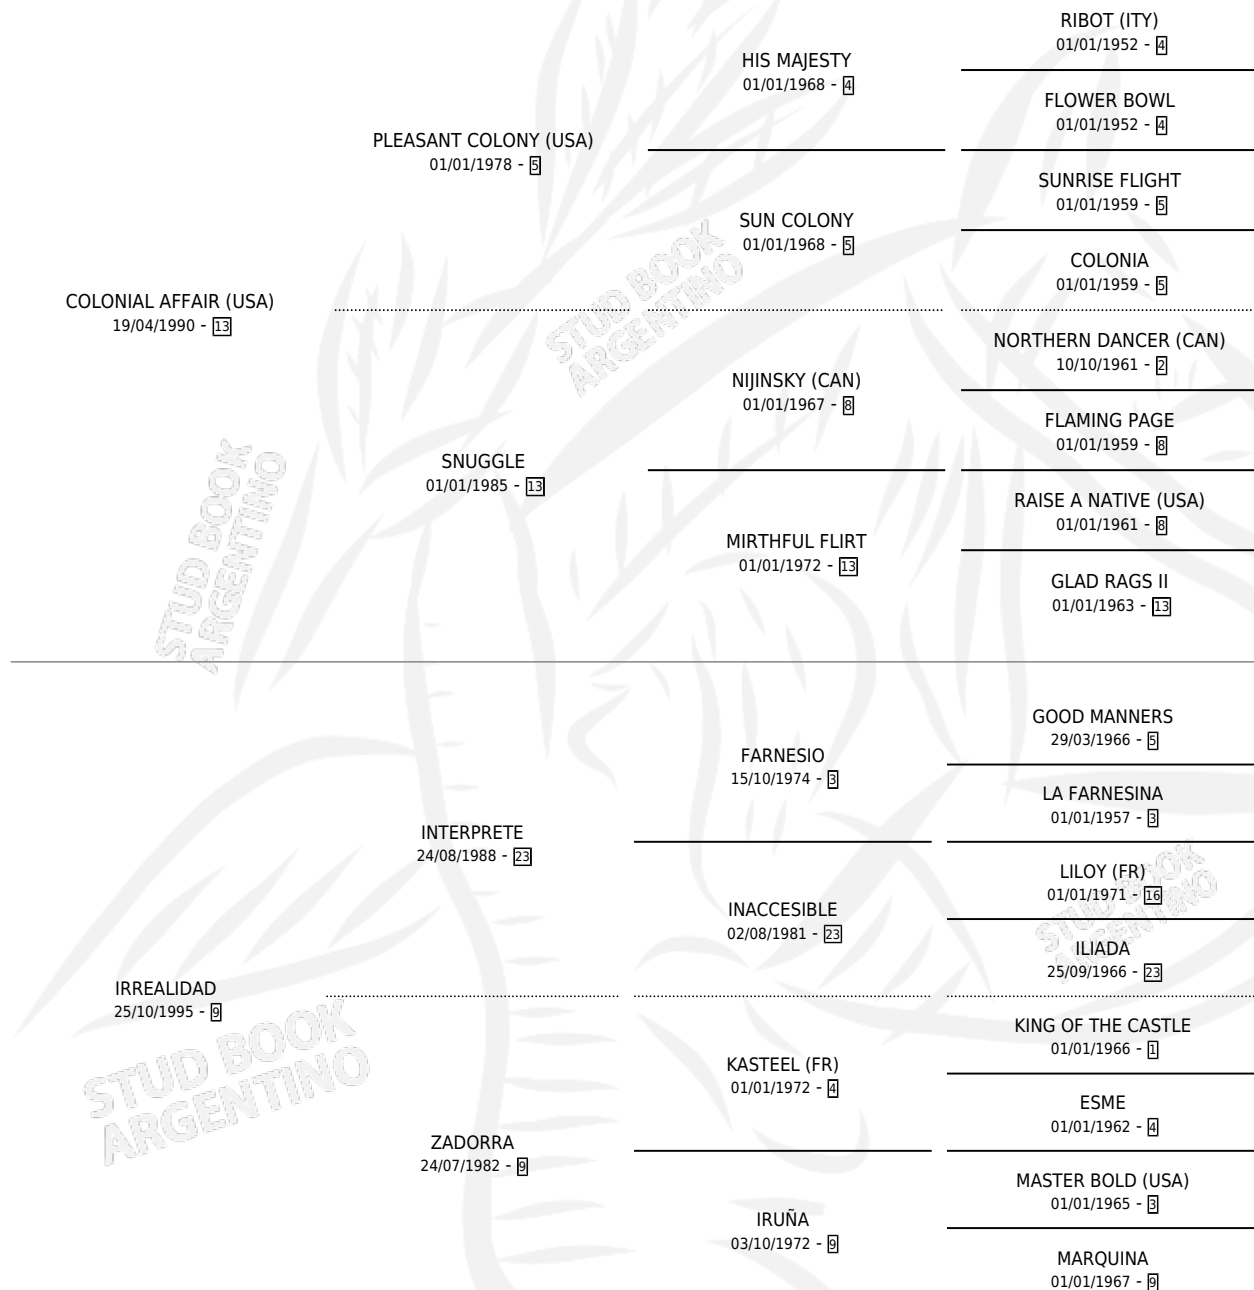 RIBOT (ITY)
01/01/1952 - 4
HIS MAJESTY
01/01/1968 - 4
FLOWER BOWL
01/01/1952 - 4
PLEASANT COLONY (USA)
01/01/1978 - 5
SUNRISE FLIGHT
01/01/1959 - 5
SUN COLONY
01/01/1968 - 5
COLONIA
01/01/1959 - 5
COLONIAL AFFAIR (USA)
19/04/1990 - 13
NORTHERN DANCER (CAN)
10/10/1961 - 2
NIJINSKY (CAN)
01/01/1967 - 8
FLAMING PAGE
01/01/1959 - 8
SNUGGLE
01/01/1985 - 13
RAISE A NATIVE (USA)
01/01/1961 - 8
MIRTHFUL FLIRT
01/01/1972 - 13
GLAD RAGS II
01/01/1963 - 13
GOOD MANNERS
29/03/1966 - 5
FARNESIO
15/10/1974 - 3
LA FARNESINA
01/01/1957 - 3
INTERPRETE
24/08/1988 - 23
LILOY (FR)
01/01/1971 - 16
INACCESIBLE
02/08/1981 - 23
ILIADA
25/09/1966 - 23
IRREALIDAD
25/10/1995 - 9
KING OF THE CASTLE
01/01/1966 - 1
KASTEEL (FR)
01/01/1972 - 4
ESME
01/01/1962 - 4
ZADORRA
24/07/1982 - 9
MASTER BOLD (USA)
01/01/1965 - 3
IRUÑA
03/10/1972 - 9
MARQUINA
01/01/1967 - 9
STUD BOOK
ARGENTINO
STUD BOOK
ARGENTINO
STUD BOOK
ARGENTINO
STUD BOOK
ARGENTINO